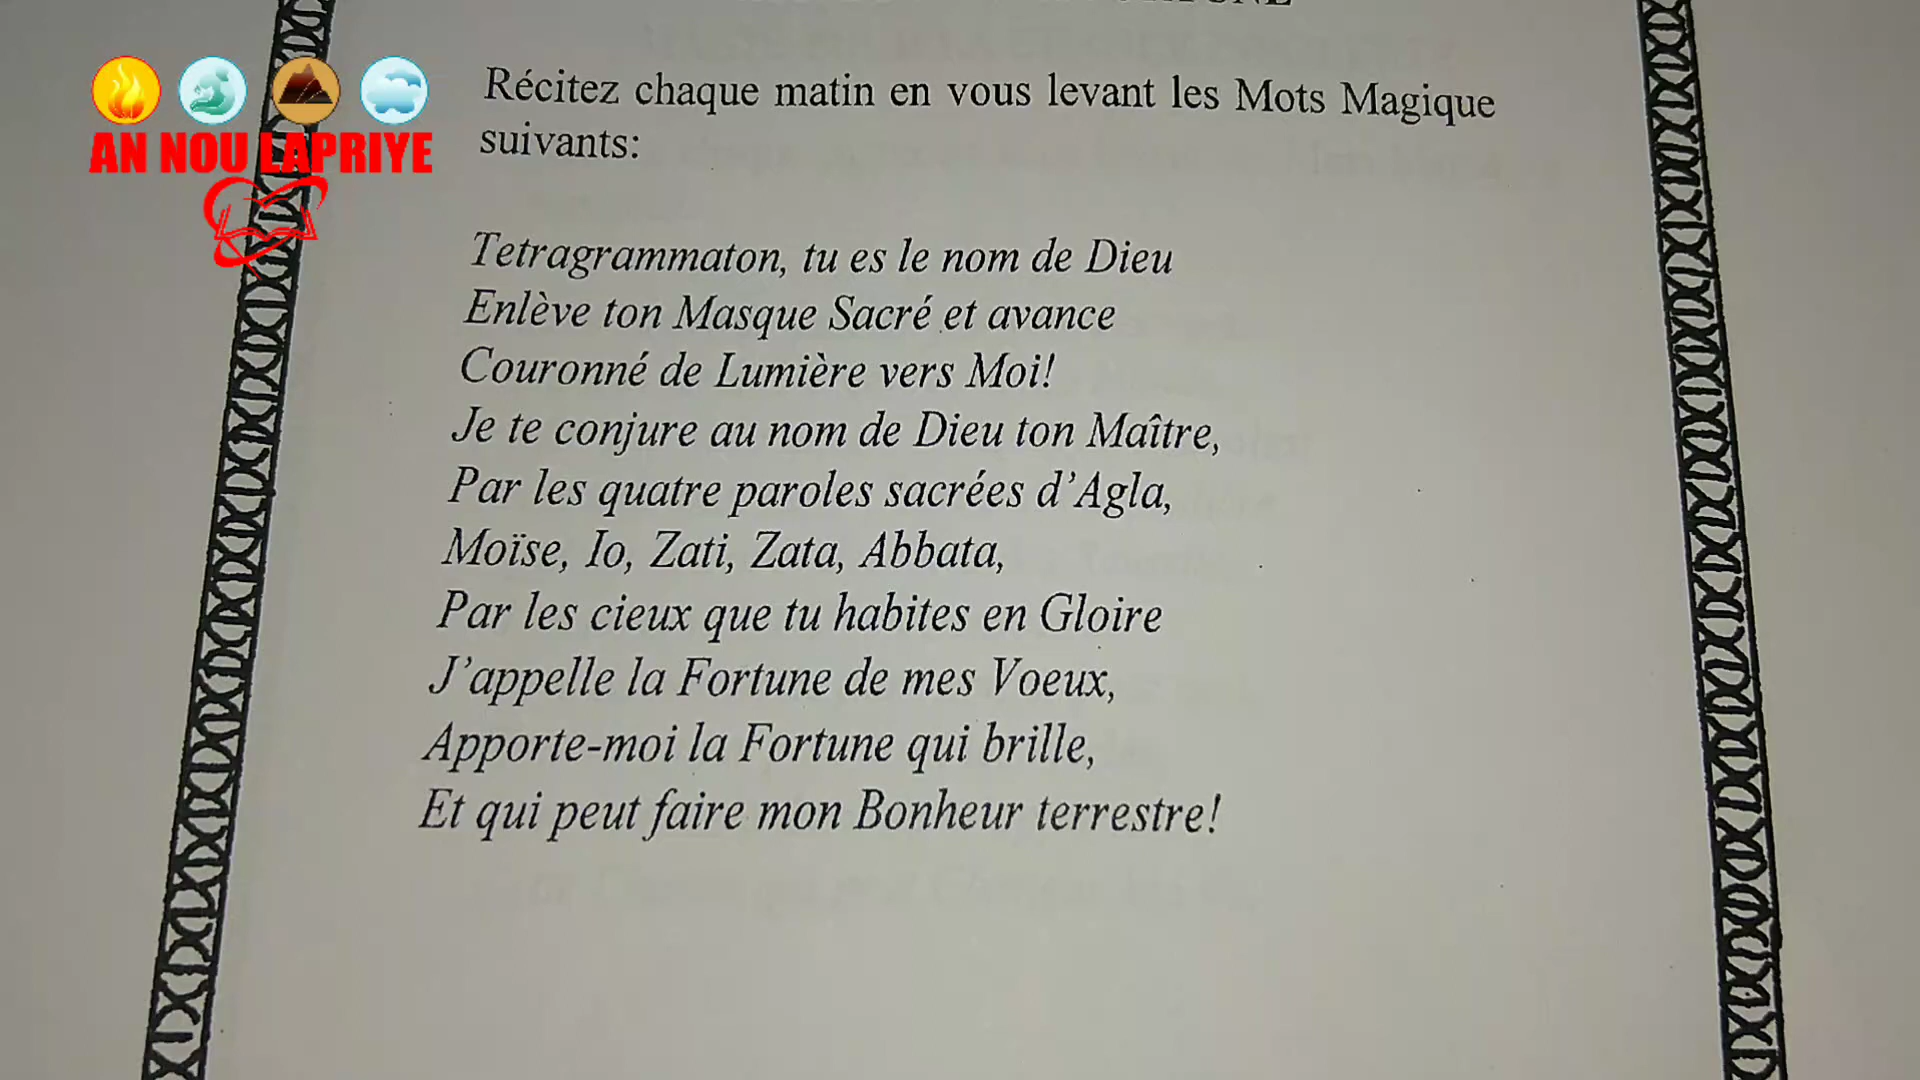 Récitez chaque matin en vous levant les Mots Magique
suivants:
AN NOU LAPRIYE
Tetragrammaton, tu es le nom de Dieu
Enlève ton Masque Sacré et avance
Couronné de Lumière vers Moi!
Je te conjure au nom de Dieu ton Maître,
Par les quatre paroles sacrées d'Agla,
Moïse, Io, Zati, Zata, Abbata,
Par les cieux que tu habites en Gloire
J'appelle la Fortune de mes Voeux,
Apporte-moi la Fortune qui brille,
Et qui peut faire mon Bonheur terrestre!